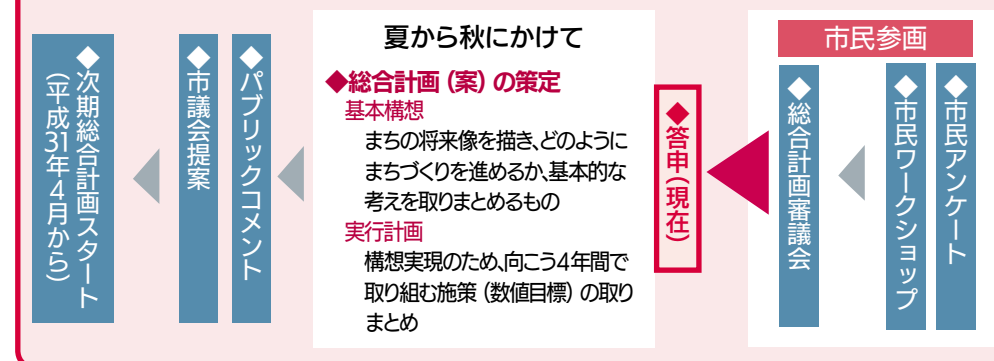 市民参画
◆市民アンケート
◆市民ワークショップ
◆総合計画審議会
◆答申（現在）
夏から秋にかけて
◆総合計画（案）の策定
基本構想
まちの将来像を描き、どのように
まちづくりを進めるか、基本的な
考えを取りまとめるもの
実行計画
構想実現のため、向こう4年間で
取り組む施策（数値目標）の取り
まとめ
◆パブリックコメント
◆市議会提案
◆次期総合計画スタート
（平成31年4月から）